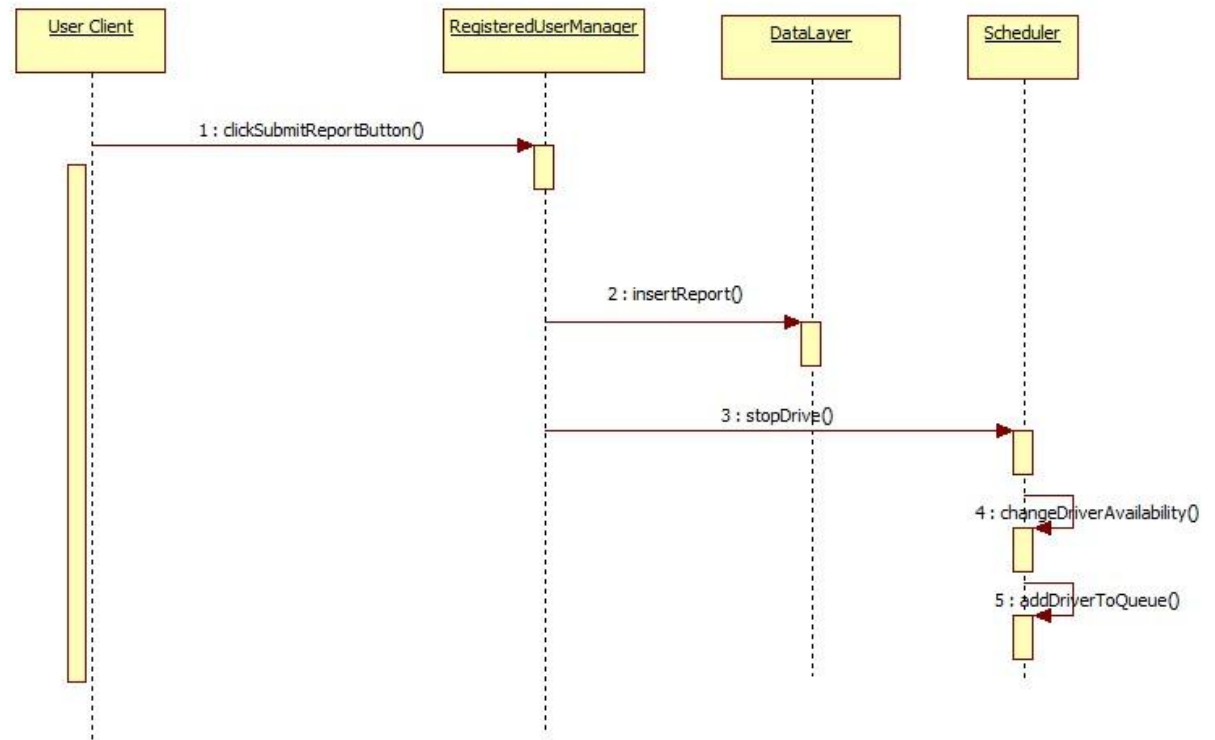 User Client
RegisteredUserManager
DataLayer
Scheduler
1 : clickSubmitReportButton()
2 : insertReport()
3 : stopDrive()
4 : changeDriverAvailability()
5 : addDriverToQueue()